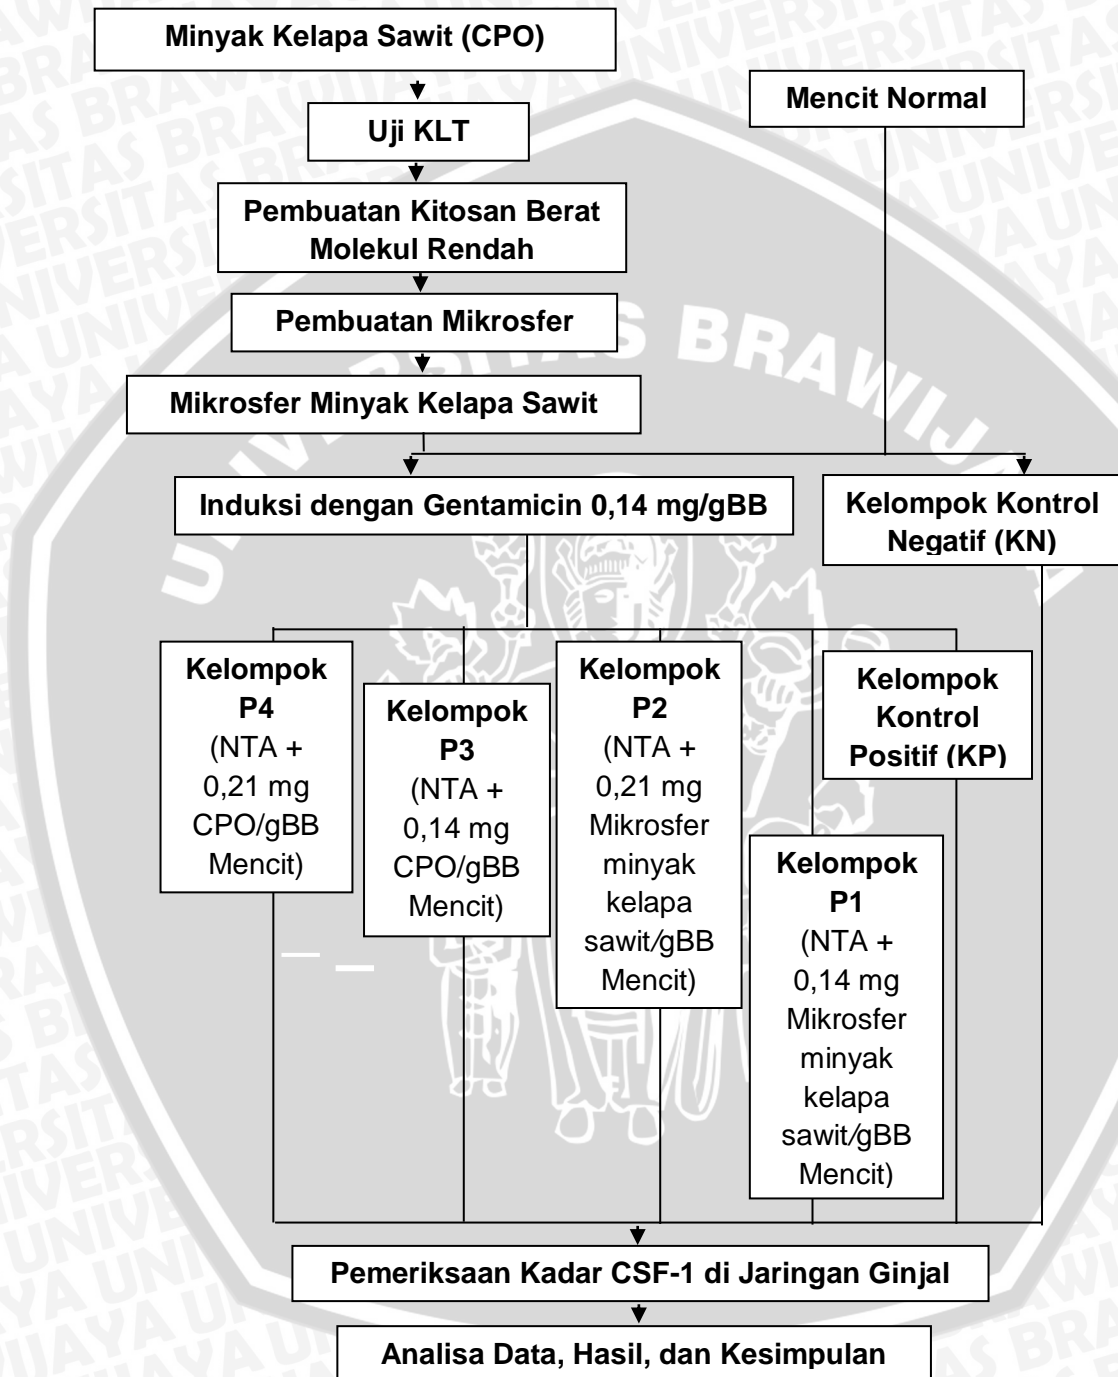 Minyak Kelapa Sawit (CPO)
Mencit Normal
Uji KLT
Pembuatan Kitosan Berat
Molekul Rendah
Pembuatan Mikrosfer
Mikrosfer Minyak Kelapa Sawit
Induksi dengan Gentamicin 0,14 mg/gBB
Kelompok Kontrol
Negatif (KN)
Kelompok
P4
(NTA +
0,21 mg
CPO/gBB
Mencit)
Kelompok
P3
(NTA +
0,14 mg
CPO/gBB
Mencit)
Kelompok
P2
(NTA +
0,21 mg
Mikrosfer
minyak
kelapa
sawit/gBB
Mencit)
Kelompok
P1
(NTA +
0,14 mg
Mikrosfer
minyak
kelapa
sawit/gBB
Mencit)
Kelompok
Kontrol
Positif (KP)
Pemeriksaan Kadar CSF-1 di Jaringan Ginjal
Analisa Data, Hasil, dan Kesimpulan
UNIVERSITAS BRAWIJAYA